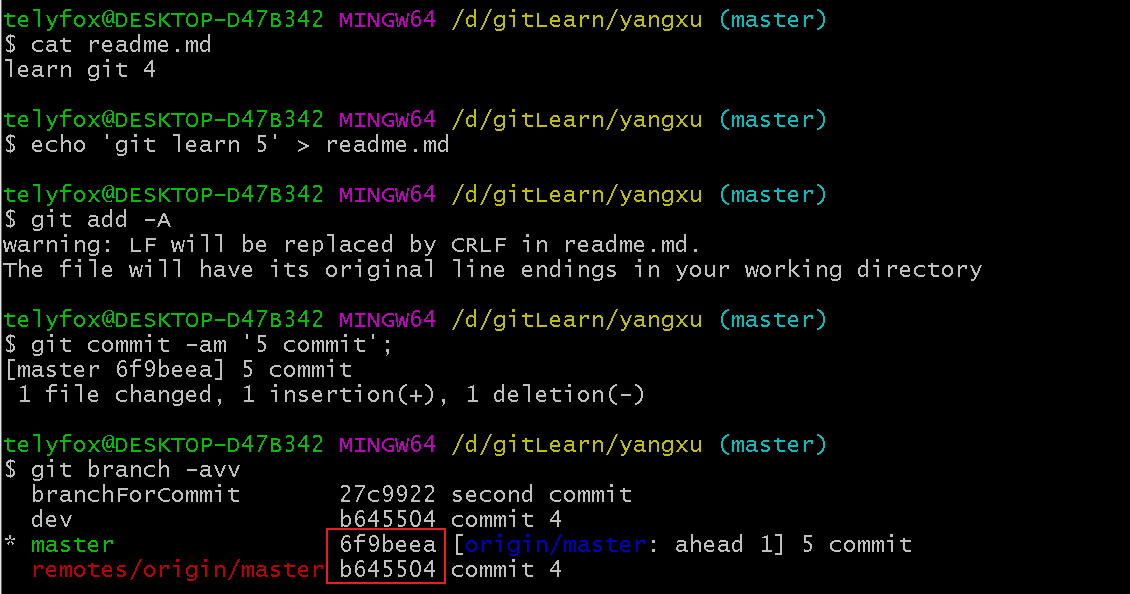 telyfox@DESKTOP-D47B342 MINGW64 /d/gitLearn/yangxu (master)
$ cat readme.md
learn git 4
telyfox@DESKTOP-D47B342 MINGW64 /d/gitLearn/yangxu (master)
$ echo 'git learn 5' > readme.md
telyfox@DESKTOP-D47B342 MINGW64 /d/gitLearn/yangxu (master)
$ git add -A
warning: LF will be replaced by CRLF in readme.md.
The file will have its original line endings in your working directory
telyfox@DESKTOP-D47B342 MINGW64 /d/gitLearn/yangxu (master)
$ git commit -am '5 commit';
[master 6f9beea] 5 commit
1 file changed, 1 insertion(+), 1 deletion(-)
telyfox@DESKTOP-D47B342 MINGW64 /d/gitLearn/yangxu (master)
$ git branch -avv
branchForCommit 27c9922 second commit
dev b645504 commit 4
* master 6f9beea [origin/master: ahead 1] 5 commit
remotes/origin/master b645504 commit 4